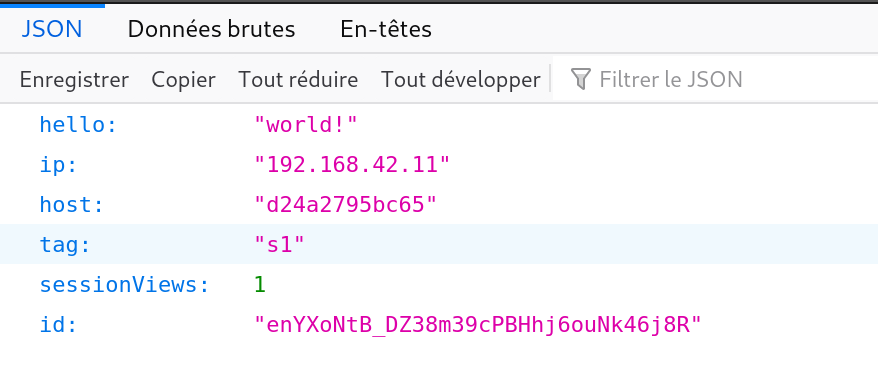 JSON Données brutes En-têtes
Enregistrer Copier Tout réduire Tout développer Filtrer le JSON
hello: "world!"
ip: "192.168.42.11"
host: "d24a2795bc65"
tag: "s1"
sessionViews: 1
id: "enYXoNtB_DZ38m39cPBHhj6ouNk46j8R"